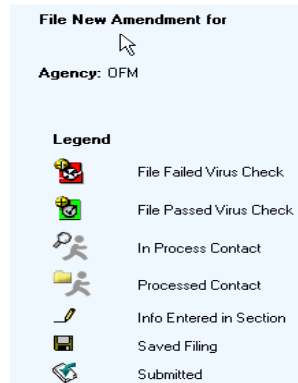 File New Amendment for
Agency: OFM
Legend
File Failed Virus Check
File Passed Virus Check
In Process Contact
Processed Contact
Info Entered in Section
Saved Filing
Submitted